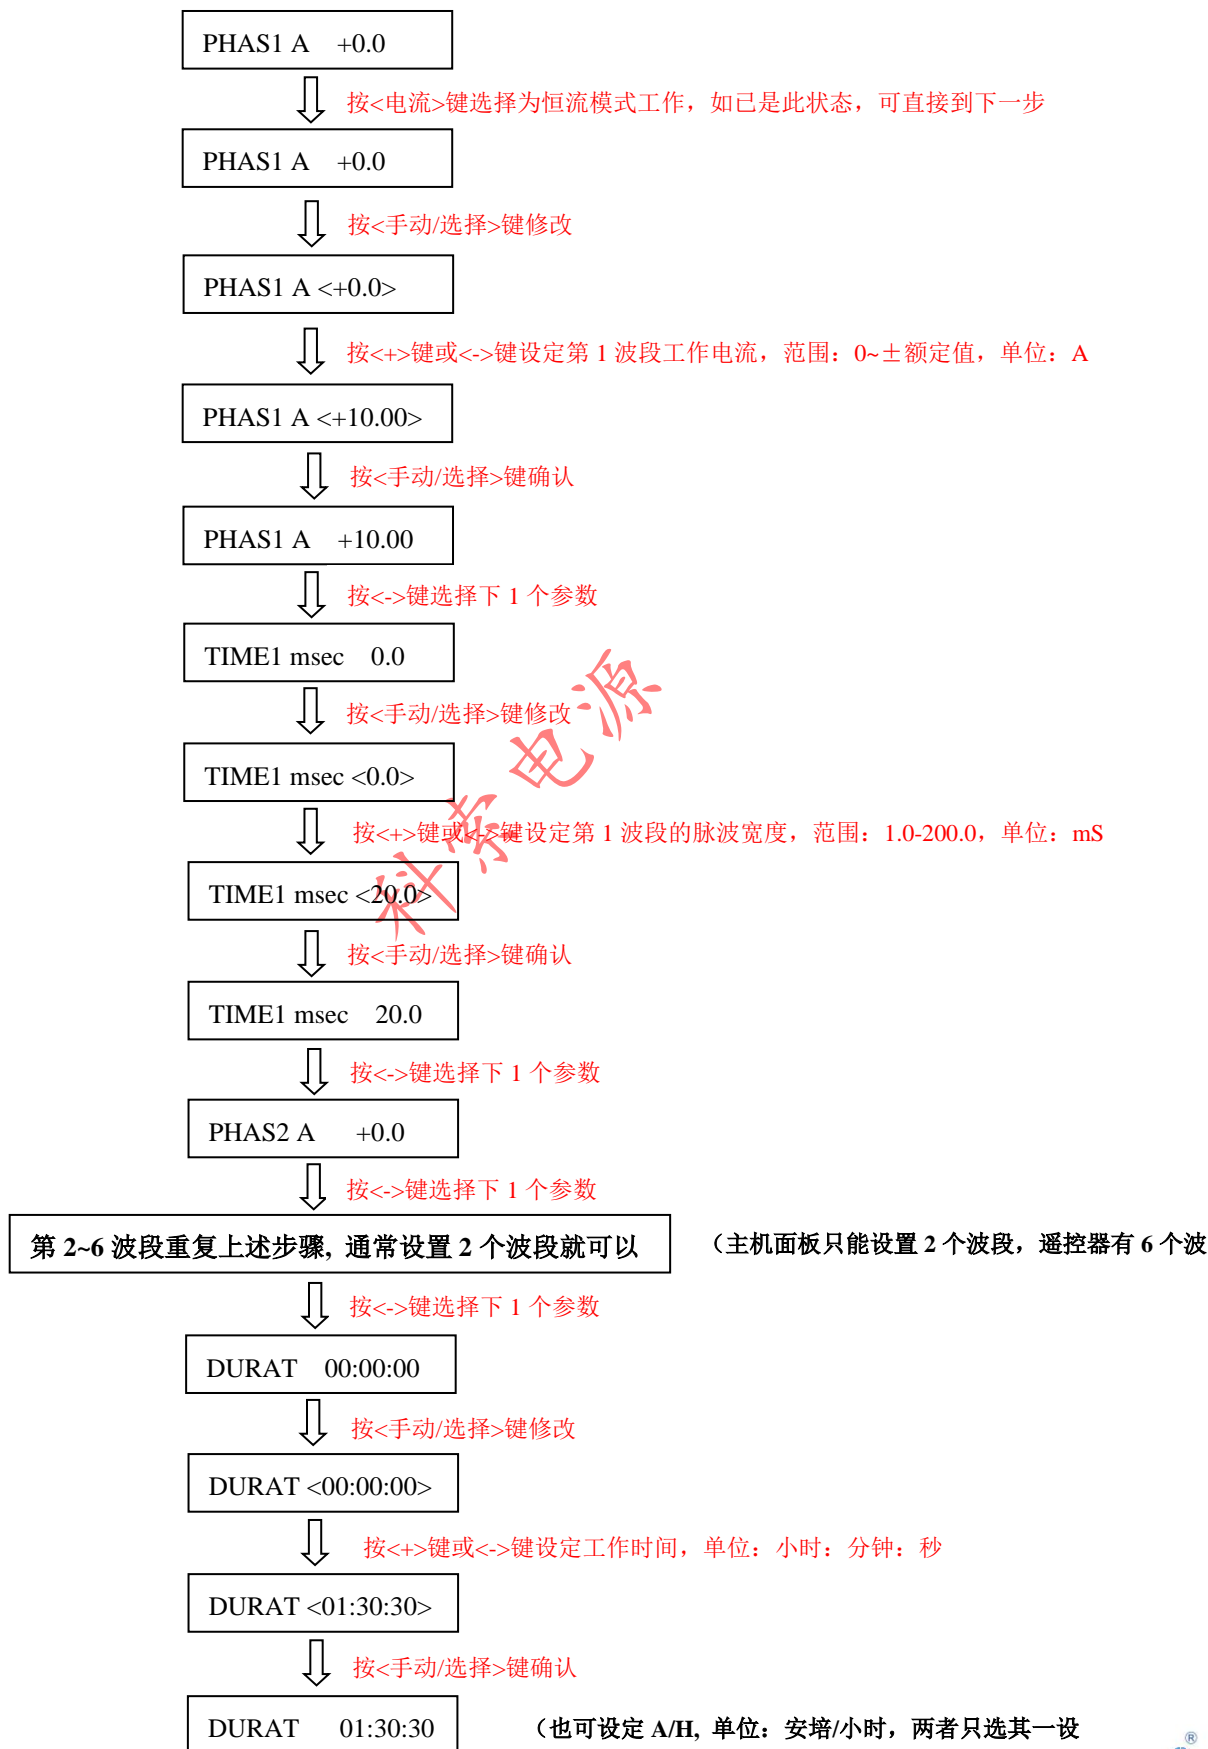 PHAS1 A +0.0
按<电流>键选择为恒流模式工作，如已是此状态，可直接到下一步
PHAS1 A +0.0
按<手动/选择>键修改
PHAS1 A <+0.0>
按<+>键或<->键设定第 1 波段工作电流，范围：0~±额定值，单位：A
PHAS1 A <+10.00>
按<手动/选择>键确认
PHAS1 A +10.00
按<->键选择下 1 个参数
TIME1 msec 0.0
按<手动/选择>键修改
TIME1 msec <0.0>
按<+>键或<->键设定第 1 波段的脉波宽度，范围：1.0-200.0，单位：mS
TIME1 msec <20.0>
按<手动/选择>键确认
TIME1 msec 20.0
按<->键选择下 1 个参数
PHAS2 A +0.0
按<->键选择下 1 个参数
第 2~6 波段重复上述步骤, 通常设置 2 个波段就可以 （主机面板只能设置 2 个波段，遥控器有 6 个波
按<->键选择下 1 个参数
DURAT 00:00:00
按<手动/选择>键修改
DURAT <00:00:00>
按<+>键或<->键设定工作时间，单位：小时：分钟：秒
DURAT <01:30:30>
按<手动/选择>键确认
DURAT 01:30:30 （也可设定 A/H, 单位：安培/小时，两者只选其一设
科索电源
®